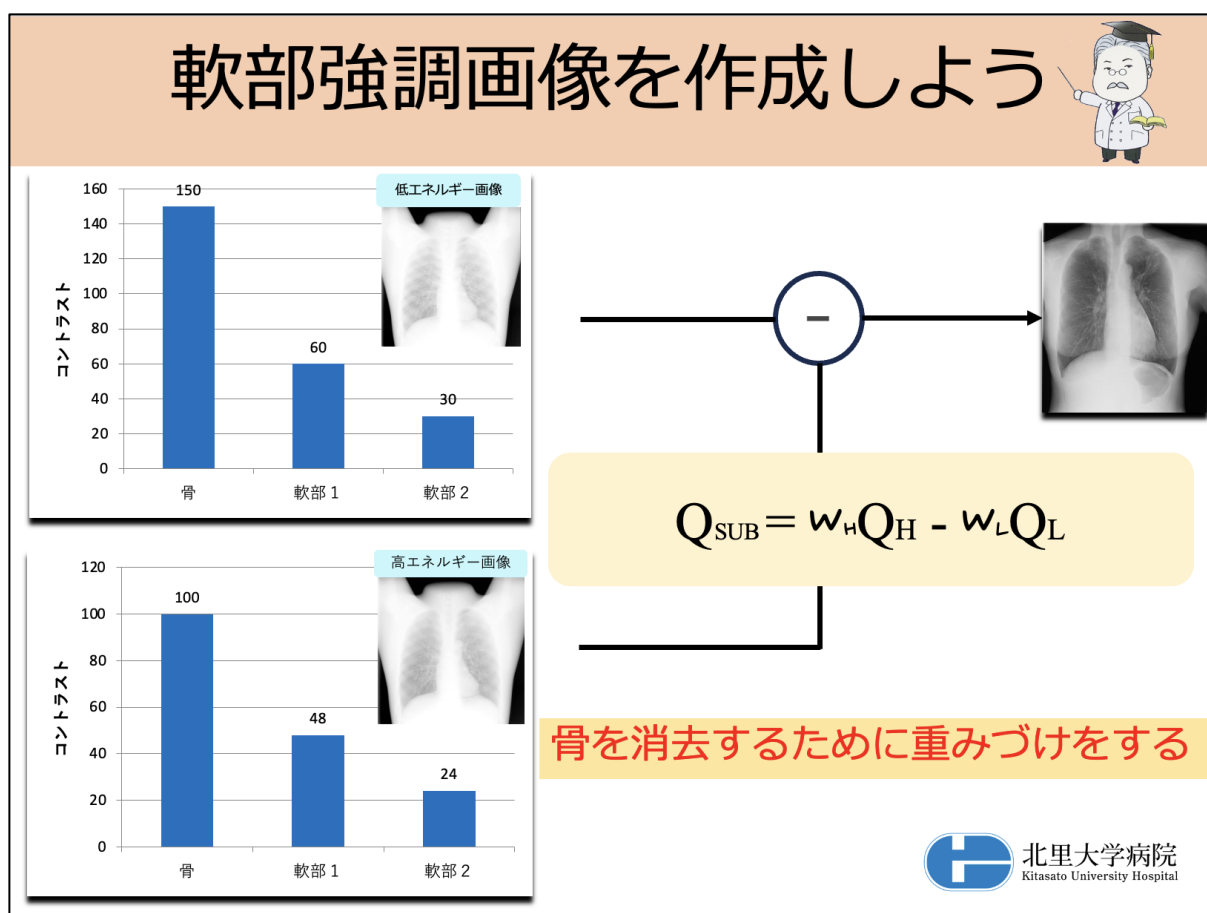 軟部強調画像を作成しよう
低エネルギー画像
コントラスト
160
140
120
100
80
60
40
20
0
150
60
30
骨
軟部1
軟部2
高エネルギー画像
コントラスト
120
100
80
60
40
20
0
100
48
24
骨
軟部1
軟部2
−
QSUB = wHQH - wLQL
骨を消去するために重みづけをする
北里大学病院
Kitasato University Hospital